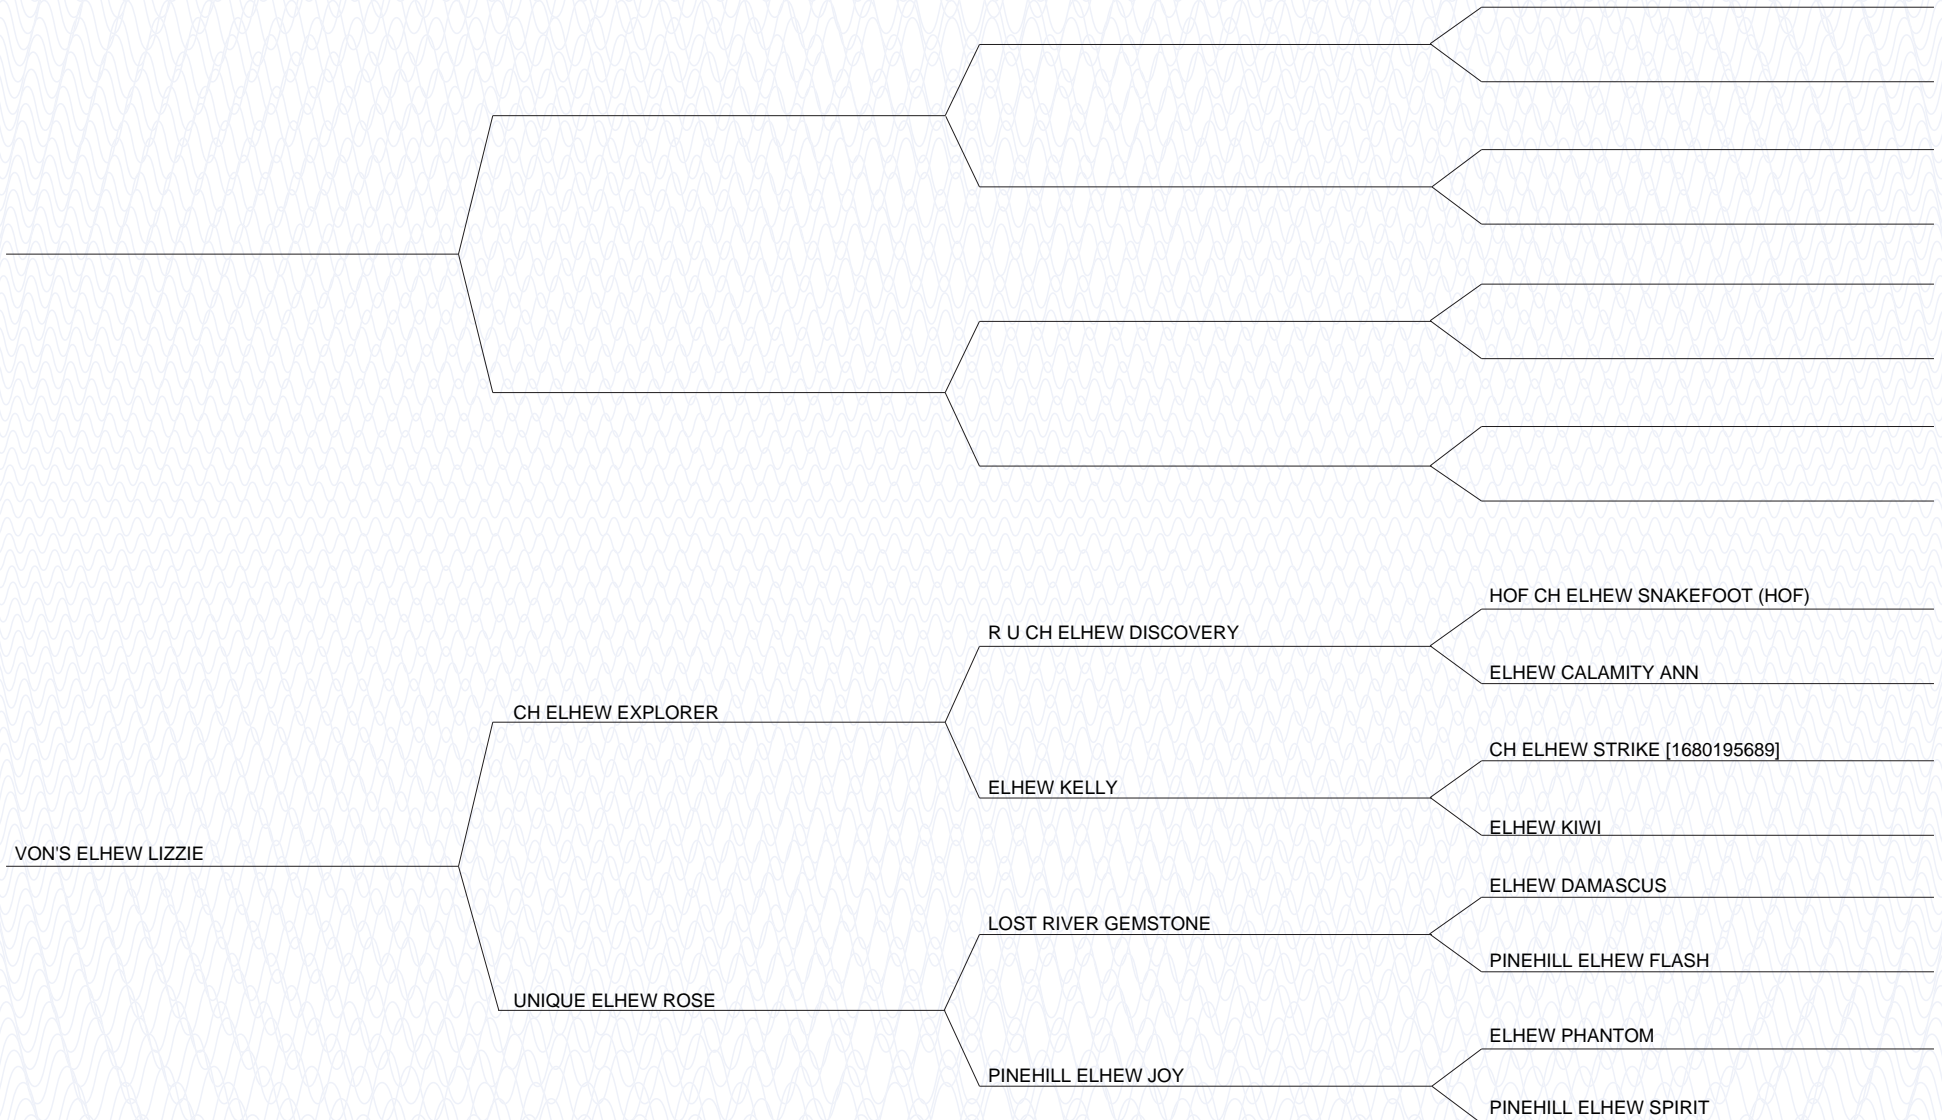 HOF CH ELHEW SNAKEFOOT (HOF)
R U CH ELHEW DISCOVERY
ELHEW CALAMITY ANN
CH ELHEW EXPLORER
CH ELHEW STRIKE [1680195689]
ELHEW KELLY
ELHEW KIWI
VON'S ELHEW LIZZIE
ELHEW DAMASCUS
LOST RIVER GEMSTONE
PINEHILL ELHEW FLASH
UNIQUE ELHEW ROSE
ELHEW PHANTOM
PINEHILL ELHEW JOY
PINEHILL ELHEW SPIRIT